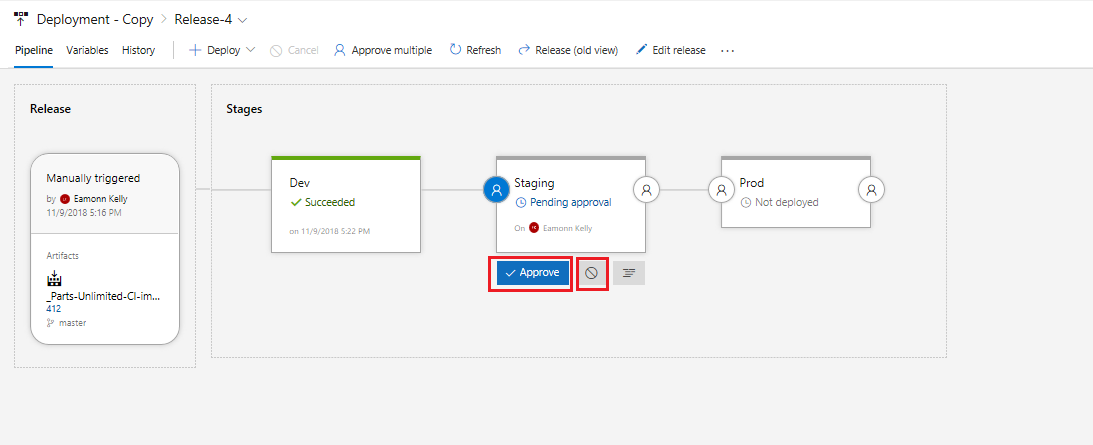 Deployment - Copy > Release-4
Pipeline Variables History Deploy Cancel Approve multiple Refresh Release (old view) Edit release ...
Release
Manually triggered
by Eamonn Kelly
11/9/2018 5:16 PM
Artifacts
_Parts-Unlimited-CI-im...
412
master
Stages
Dev
Succeeded
on 11/9/2018 5:22 PM
Staging
Pending approval
On Eamonn Kelly
Approve
Prod
Not deployed